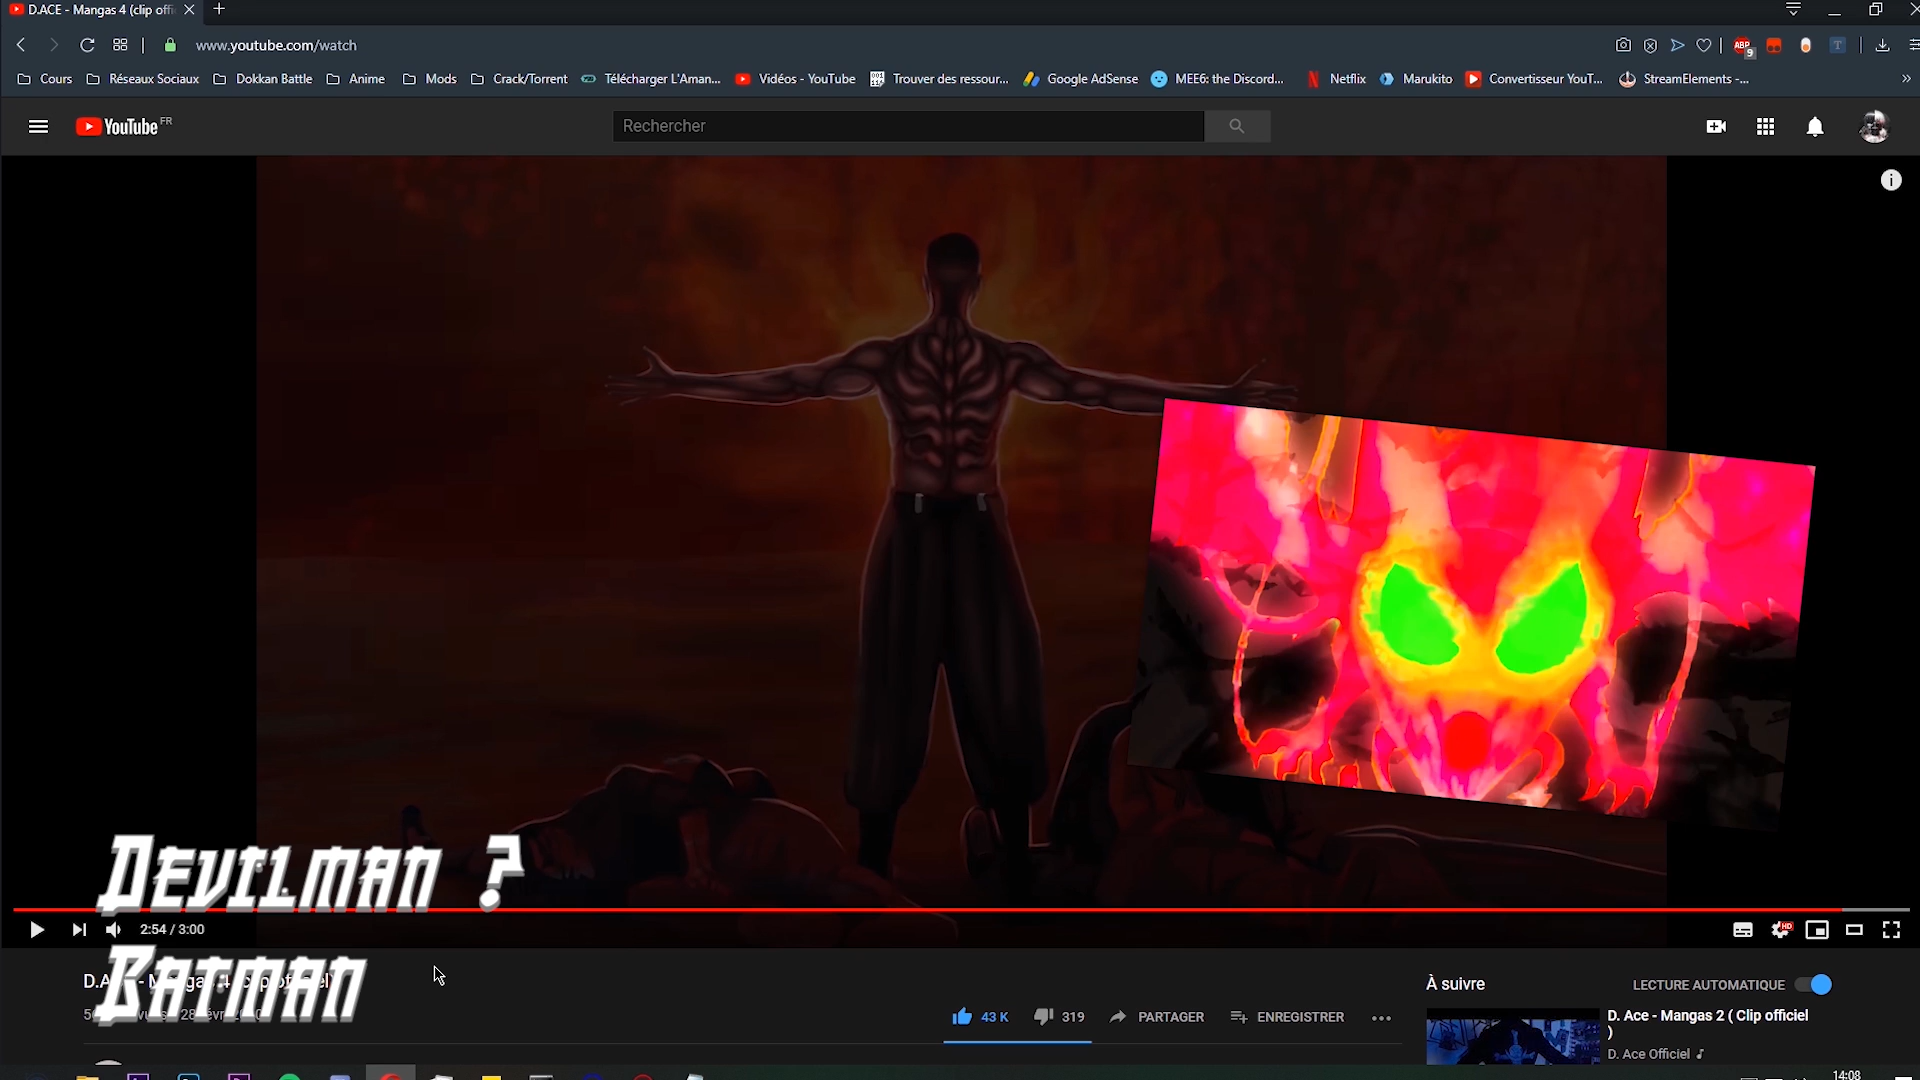 D.ACE - Mangas 4 (clip offi
www.youtube.com/watch
ABP 9
T
Cours Réseaux Sociaux Dokkan Battle Anime Mods Crack/Torrent Télécharger L'Aman... Vidéos - YouTube Trouver des ressour... Google AdSense MEE6: the Discord... Netflix Marukito Convertisseur YouT... StreamElements -... »
YouTube FR
Rechercher
DEVILMAN ?
2:54 / 3:00
HD
BATMAN
À suivre
LECTURE AUTOMATIQUE
43 K 319 PARTAGER ENREGISTRER
D. Ace - Mangas 2 ( Clip officiel
)
D. Ace Officiel
14:08